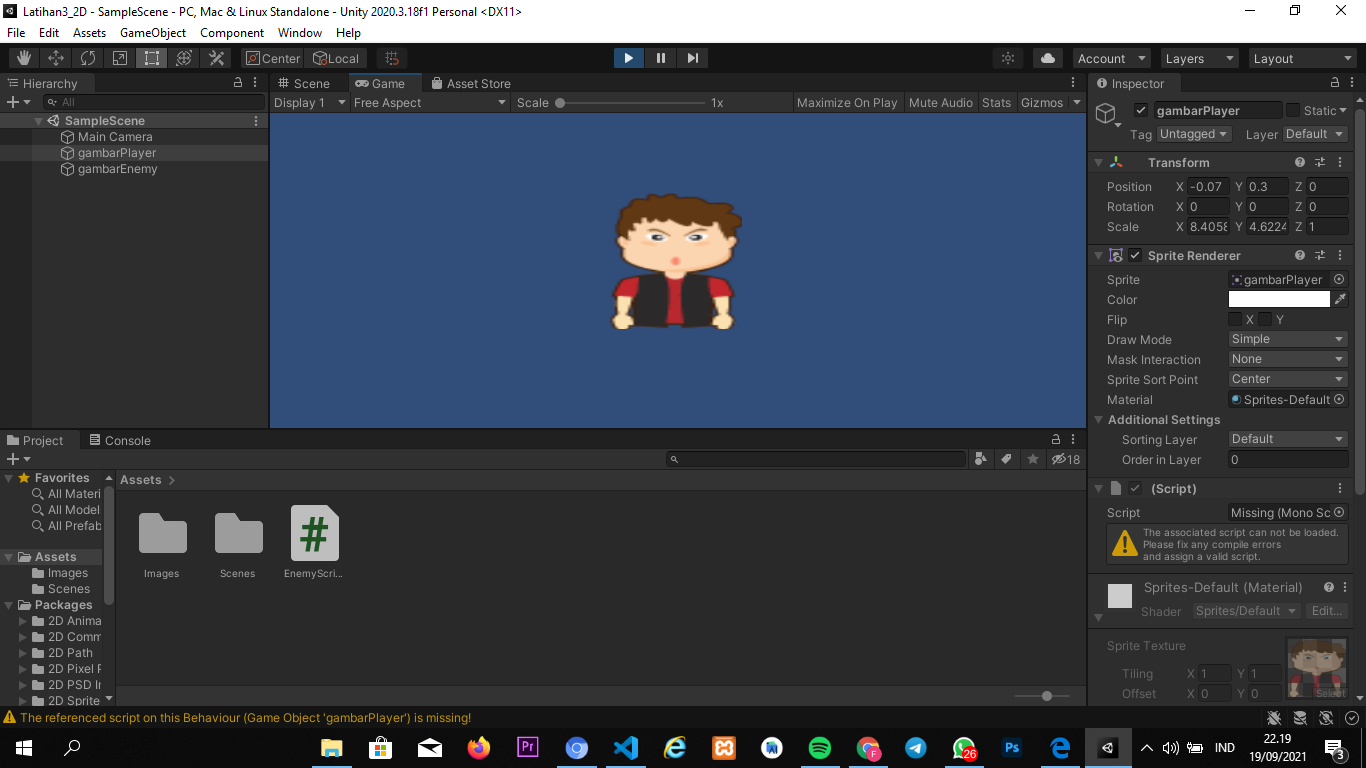 Latihan3_2D - SampleScene - PC, Mac & Linux Standalone - Unity 2020.3.18f1 Personal <DX11>
File Edit Assets GameObject Component Window Help
Center Local Account Layers Layout
Hierarchy
All
SampleScene
Main Camera
gambarPlayer
gambarEnemy
Scene Game Asset Store
Display 1 Free Aspect Scale 1x Maximize On Play Mute Audio Stats Gizmos
Inspector
gambarPlayer Static
Tag Untagged Layer Default
Transform
Position X -0.07 Y 0.3 Z 0
Rotation X 0 Y 0 Z 0
Scale X 8.4058 Y 4.6224 Z 1
Sprite Renderer
Sprite gambarPlayer
Color
Flip X Y
Draw Mode Simple
Mask Interaction None
Sprite Sort Point Center
Material Sprites-Default
Additional Settings
Sorting Layer Default
Order in Layer 0
(Script)
Script Missing (Mono Sc
The associated script can not be loaded.
Please fix any compile errors
and assign a valid script.
Sprites-Default (Material)
Shader Sprites/Default Edit...
Sprite Texture
Tiling X 1 Y 1
Offset X 0 Y 0
Select
Project Console
18
Favorites
All Materi
All Model
All Prefab
Assets
Images
Scenes
Packages
2D Anima
2D Comm
2D Path
2D Pixel P
2D PSD Ir
2D Sprite
Assets
Images Scenes EnemyScri...
#
The referenced script on this Behaviour (Game Object 'gambarPlayer') is missing!
Pr F 26 Ps IND 22.19
19/09/2021 3